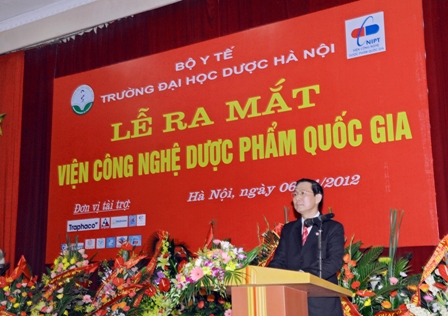 BỘ Y TẾ
TRƯỜNG ĐẠI HỌC DƯỢC HÀ NỘI
NIPT
LỄ RA MẮT
VIỆN CÔNG NGHỆ DƯỢC PHẨM QUỐC GIA
Hà Nội, ngày
2012
Đơn vị tài trợ
Traphaco